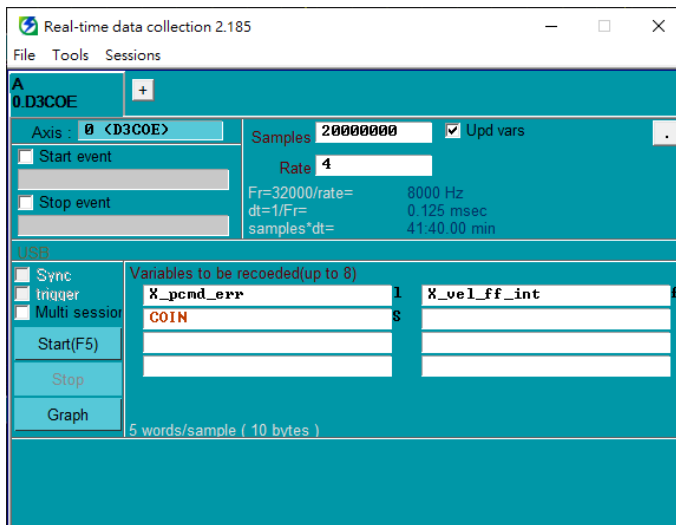 Real-time data collection 2.185
File Tools Sessions
A
0.D3COE
+
Axis : 0 (D3COE)
Start event
Stop event
Samples 20000000
Upd vars
.
Rate 4
Fr=32000/rate= 8000 Hz
dt=1/Fr= 0.125 msec
samples*dt= 41:40.00 min
USB
Sync
trigger
Multi session
Start(F5)
Stop
Graph
Variables to be recoeded(up to 8)
X_pcmd_err l X_vel_ff_int f
COIN S
5 words/sample ( 10 bytes )